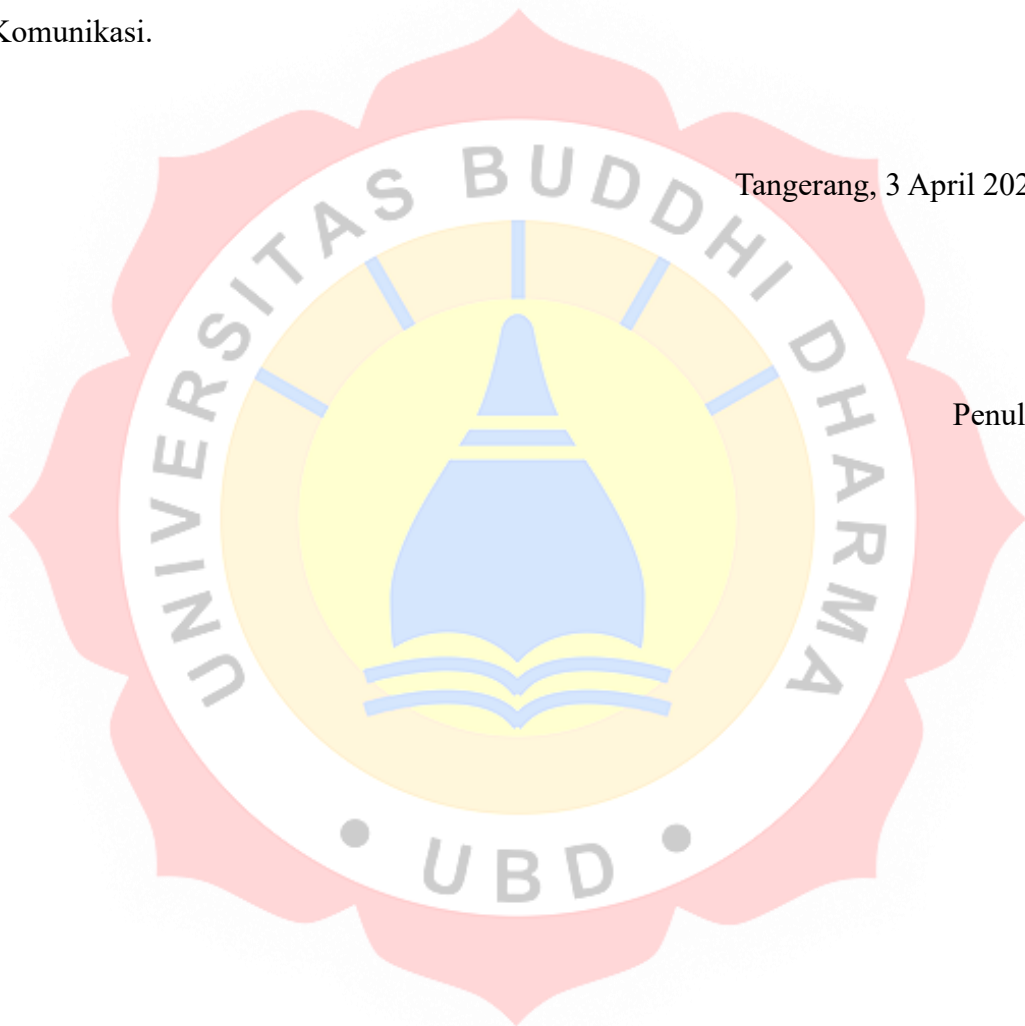 Komunikasi.
Tangerang, 3 April 202
Penul
UNIVERSITAS BUDDHI DHARMA
• UBD •